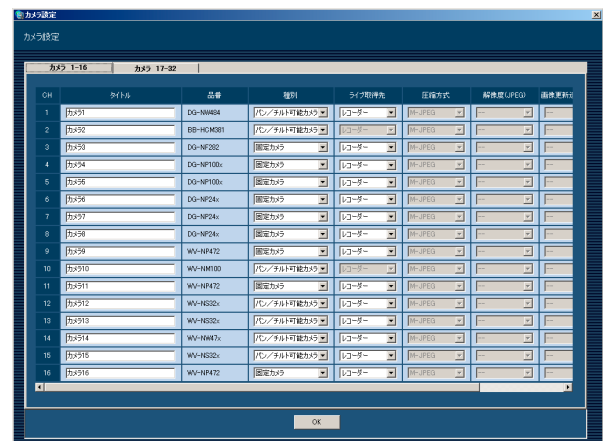 カメラ設定
カメラ設定
カメラ 1-16 カメラ 17-32
CH タイトル 品番 種別 ライブ取得先 圧縮方式 解像度(JPEG) 画像更新速
1 カメラ1 DG-NW484 パン/チルト可能カメラ レコーダー M-JPEG ---
2 カメラ2 BB-HCM381 パン/チルト可能カメラ レコーダー M-JPEG --- ---
3 カメラ3 DG-NF282 固定カメラ レコーダー M-JPEG --- ---
4 カメラ4 DG-NP100x 固定カメラ レコーダー M-JPEG --- ---
5 カメラ5 DG-NP100x 固定カメラ レコーダー M-JPEG --- ---
6 カメラ6 DG-NP24x 固定カメラ レコーダー M-JPEG --- ---
7 カメラ7 DG-NP24x 固定カメラ レコーダー M-JPEG --- ---
8 カメラ8 DG-NP24x 固定カメラ レコーダー M-JPEG --- ---
9 カメラ9 WV-NP472 固定カメラ レコーダー M-JPEG --- ---
10 カメラ10 WV-NM100 パン/チルト可能カメラ レコーダー M-JPEG --- ---
11 カメラ11 WV-NP472 固定カメラ レコーダー M-JPEG --- ---
12 カメラ12 WV-NS32x パン/チルト可能カメラ レコーダー M-JPEG --- ---
13 カメラ13 WV-NS32x パン/チルト可能カメラ レコーダー M-JPEG --- ---
14 カメラ14 WV-NW47x パン/チルト可能カメラ レコーダー M-JPEG --- ---
15 カメラ15 WV-NS32x パン/チルト可能カメラ レコーダー M-JPEG --- ---
16 カメラ16 WV-NP472 固定カメラ レコーダー M-JPEG --- ---
OK